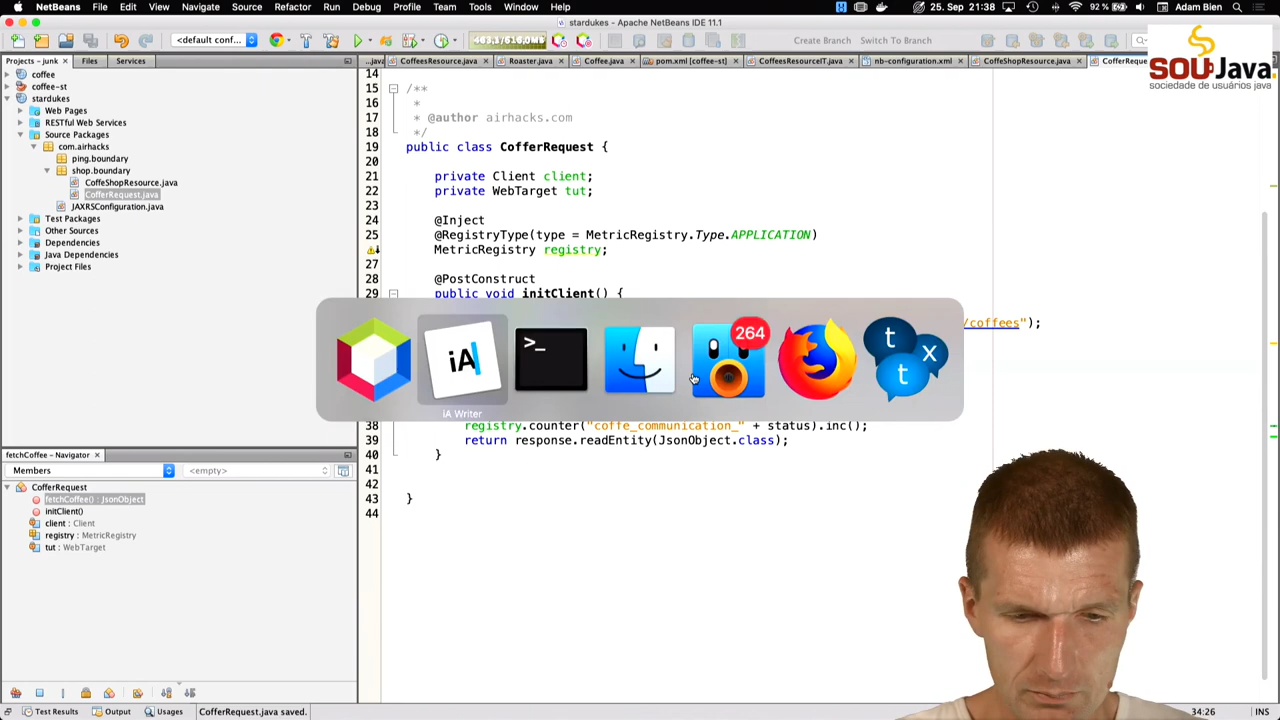 NetBeans File Edit View Navigate Source Refactor Run Debug Profile Team Tools Window Help
92 % 25. Sep 21:38 Adam Bien
stardukes - Apache NetBeans IDE 11.1
<default conf...
463,1/616,0MB
Create Branch Switch To Branch
SOUJava
sociedade de usuários java
Projects - junk
Files
Services
...java
CoffeesResource.java
Roaster.java
Coffee.java
pom.xml [coffee-st]
CoffeesResourceIT.java
nb-configuration.xml
CoffeShopResource.java
CofferReque
coffee
coffee-st
stardukes
Web Pages
RESTful Web Services
Source Packages
com.airhacks
ping.boundary
shop.boundary
CoffeShopResource.java
CofferRequest.java
JAXRSConfiguration.java
Test Packages
Other Sources
Dependencies
Java Dependencies
Project Files
14
15 /**
16 *
17 * @author airhacks.com
18 */
19 public class CofferRequest {
20
21 private Client client;
22 private WebTarget tut;
23
24 @Inject
25 @RegistryType(type = MetricRegistry.Type.APPLICATION)
MetricRegistry registry;
27
28 @PostConstruct
29 public void initClient() {
/coffees");
38 registry.counter("coffe_communication_" + status).inc();
39 return response.readEntity(JsonObject.class);
40 }
41
42
43 }
44
iA
>_
264
t
x
t
iA Writer
fetchCoffee - Navigator
Members
<empty>
CofferRequest
fetchCoffee() : JsonObject
initClient()
client : Client
registry : MetricRegistry
tut : WebTarget
Test Results
Output
Usages
CofferRequest.java saved.
34:26
INS